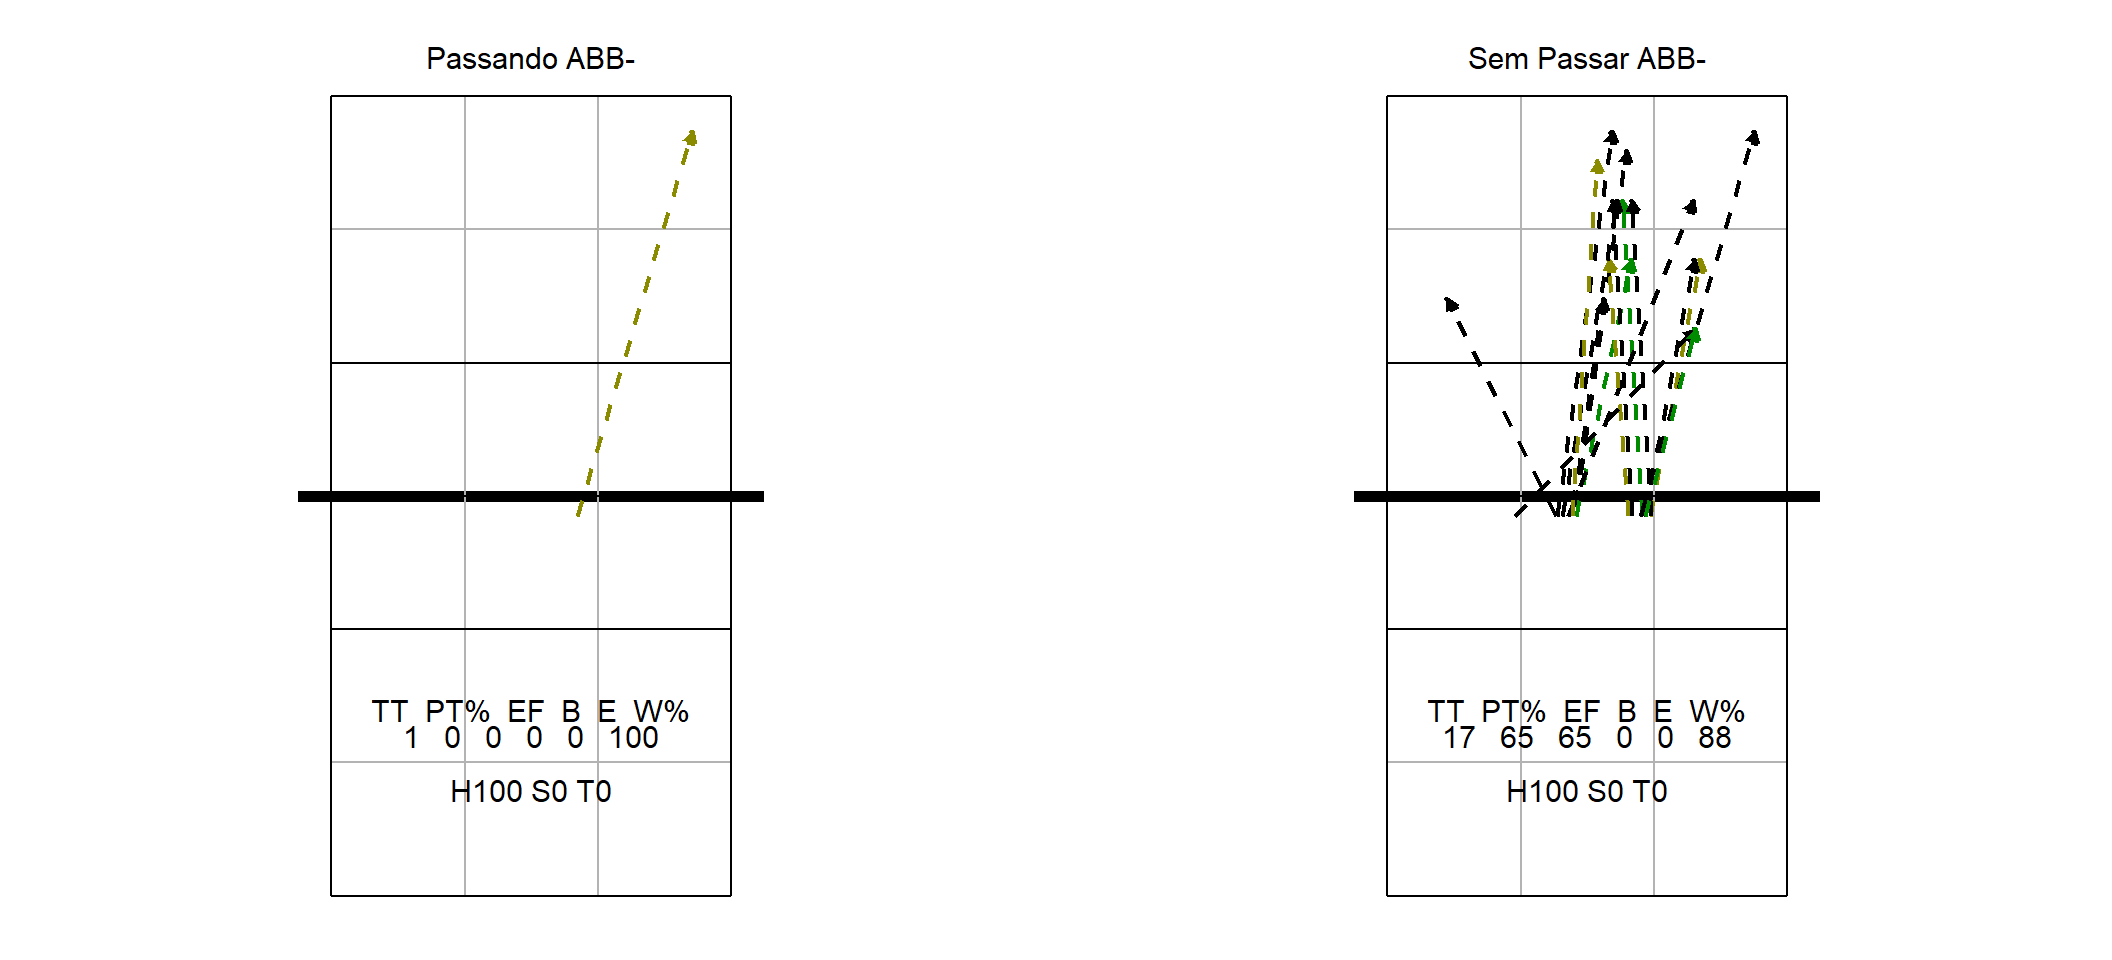 Passando ABB-
TT PT% EF B E W%
1 0 0 0 0 100
H100 S0 T0
Sem Passar ABB-
TT PT% EF B E W%
17 65 65 0 0 88
H100 S0 T0